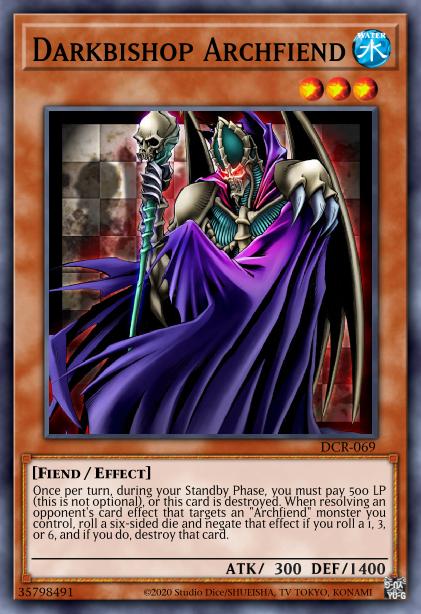 DARKBISHOP ARCHFIEND
WATER
水
DCR-069
[FIEND / EFFECT]
Once per turn, during your Standby Phase, you must pay 500 LP
(this is not optional), or this card is destroyed. When resolving an
opponent's card effect that targets an "Archfiend" monster you
control, roll a six-sided die and negate that effect if you roll a 1, 3,
or 6, and if you do, destroy that card.
ATK/ 300 DEF/1400
35798491
©2020 Studio Dice/SHUEISHA, TV TOKYO, KONAMI